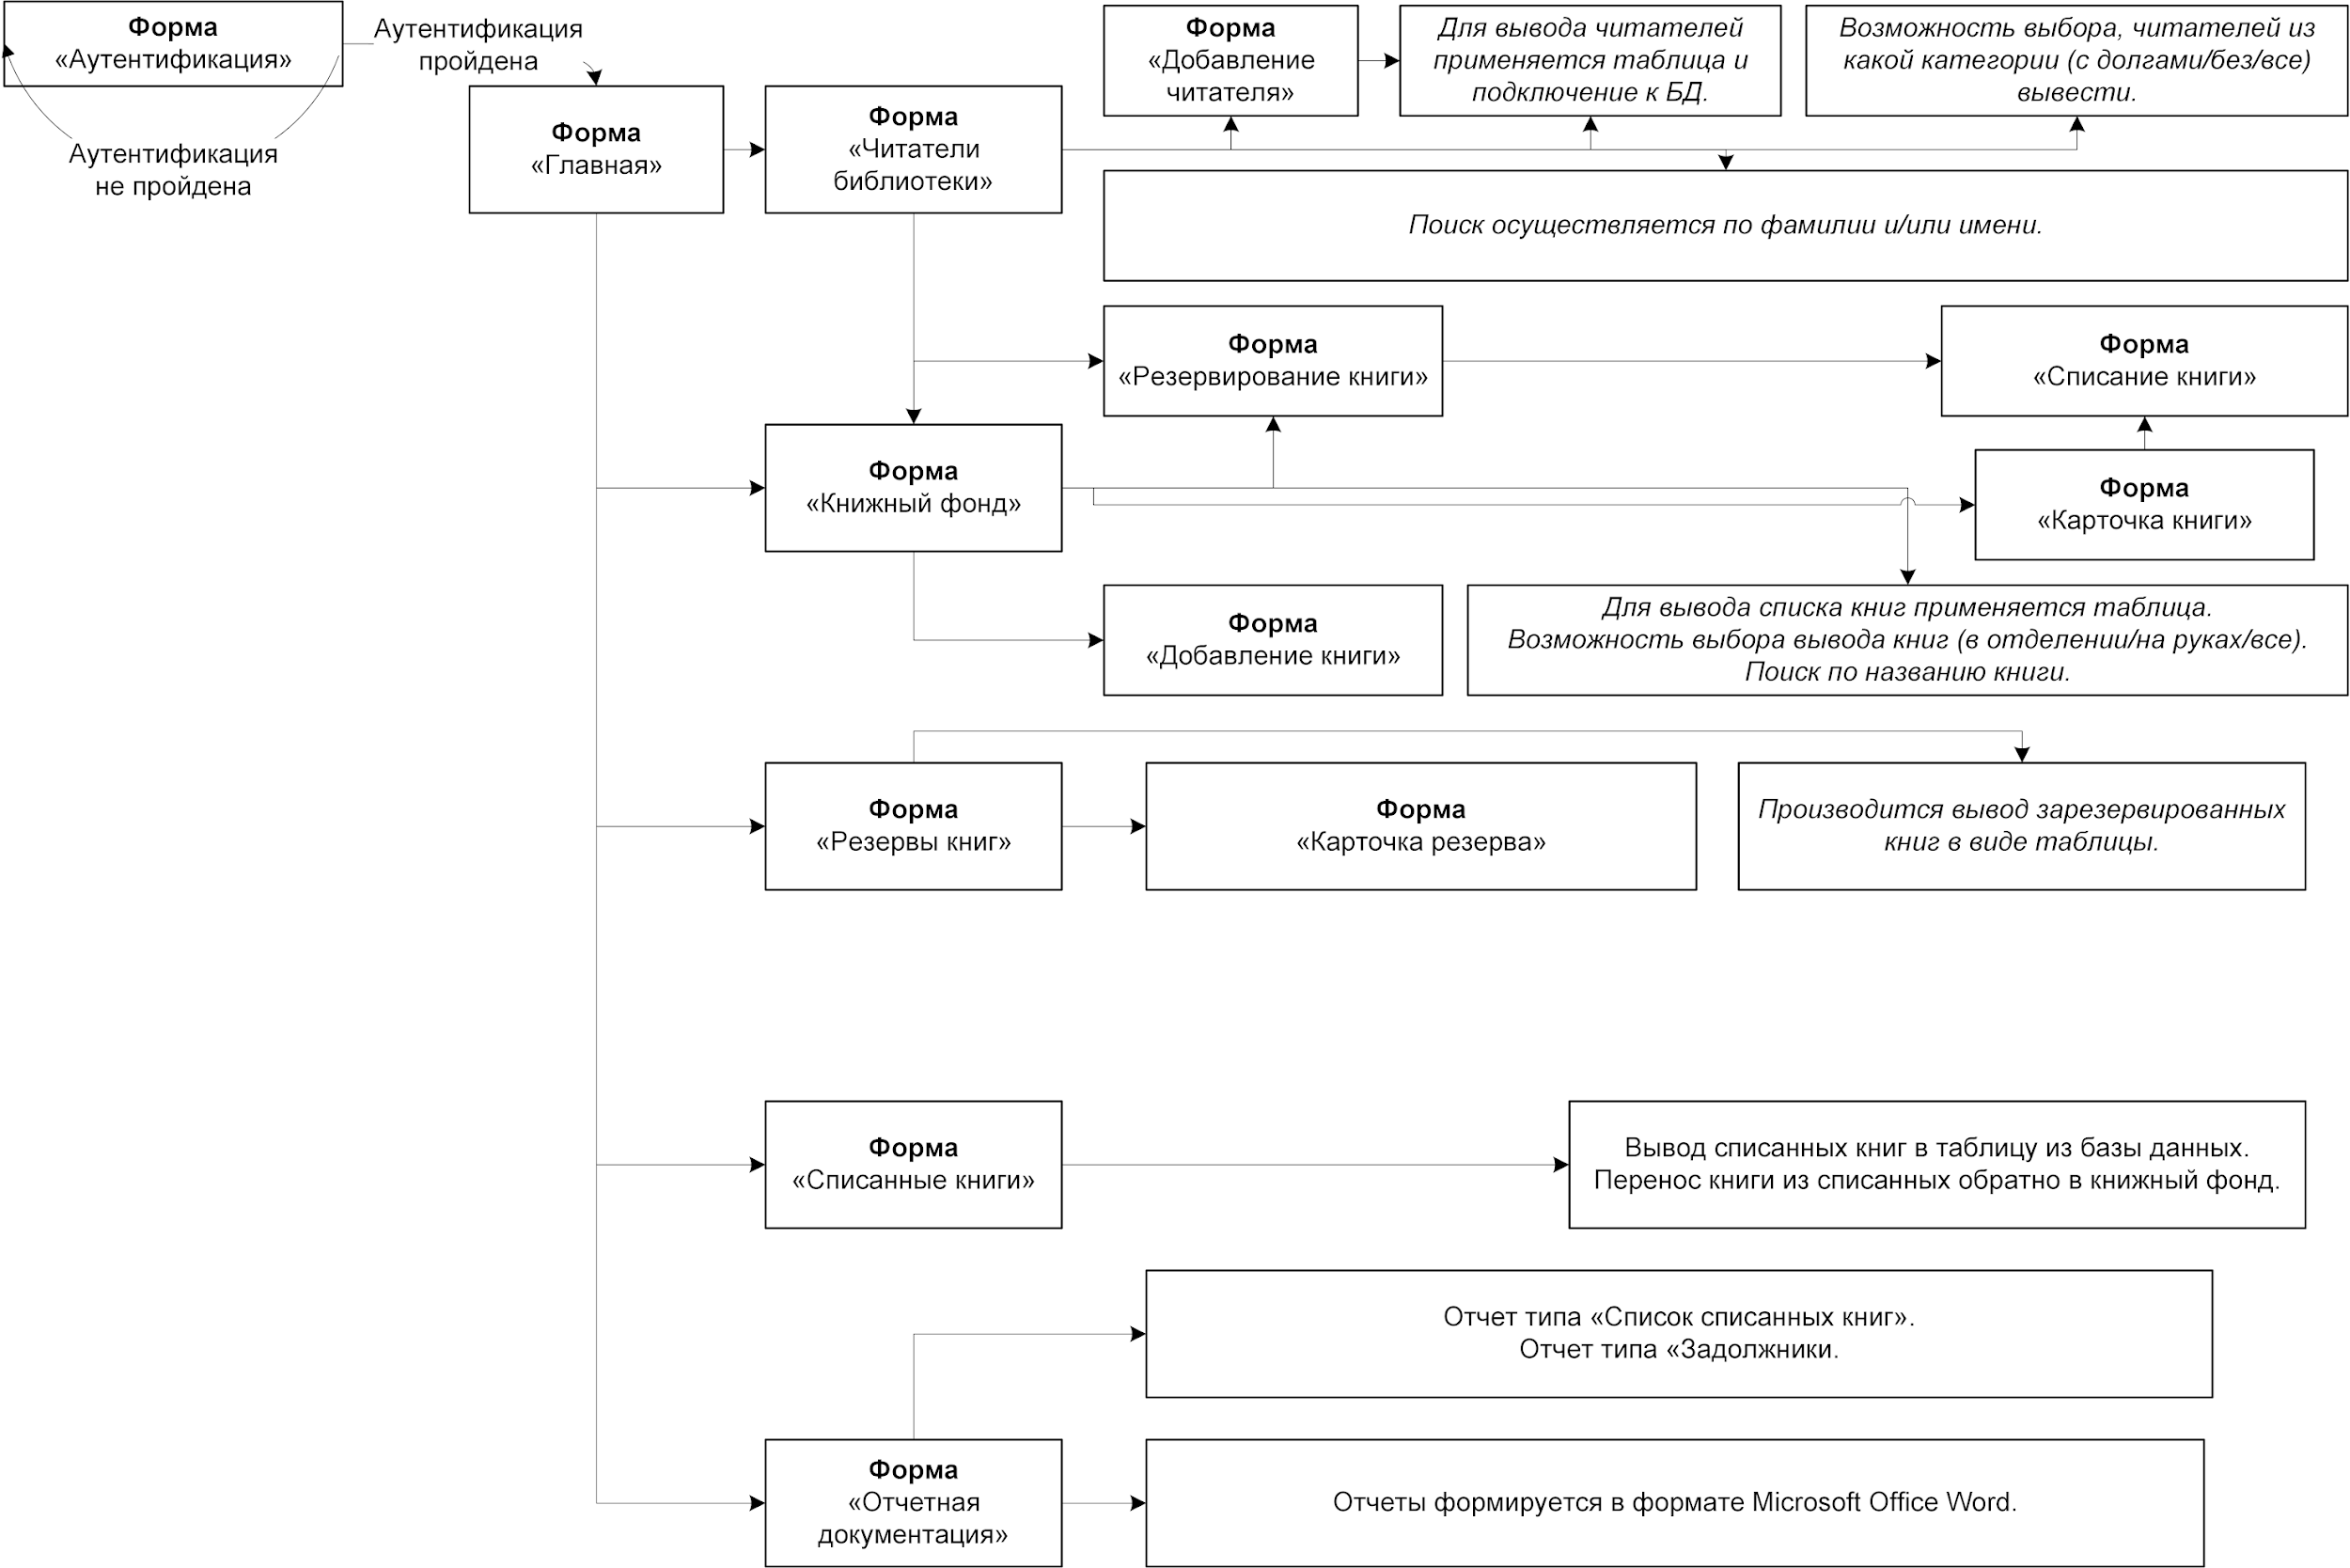 Форма
«Аутентификация»
Аутентификация
пройдена
Аутентификация
не пройдена
Форма
«Главная»
Форма
«Читатели
библиотеки»
Форма
«Добавление
читателя»
Для вывода читателей
применяется таблица и
подключение к БД.
Возможность выбора, читателей из
какой категории (с долгами/без/все)
вывести.
Поиск осуществляется по фамилии и/или имени.
Форма
«Резервирование книги»
Форма
«Списание книги»
Форма
«Книжный фонд»
Форма
«Карточка книги»
Форма
«Добавление книги»
Для вывода списка книг применяется таблица.
Возможность выбора вывода книг (в отделении/на руках/все).
Поиск по названию книги.
Форма
«Резервы книг»
Форма
«Карточка резерва»
Производится вывод зарезервированных
книг в виде таблицы.
Форма
«Списанные книги»
Вывод списанных книг в таблицу из базы данных.
Перенос книги из списанных обратно в книжный фонд.
Отчет типа «Список списанных книг».
Отчет типа «Задолжники.
Форма
«Отчетная
документация»
Отчеты формируется в формате Microsoft Office Word.